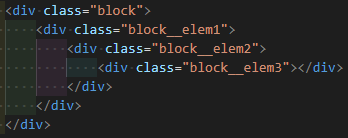 <div class="block">
    <div class="block__elem1">
        <div class="block__elem2">
            <div class="block__elem3"></div>
        </div>
    </div>
</div>